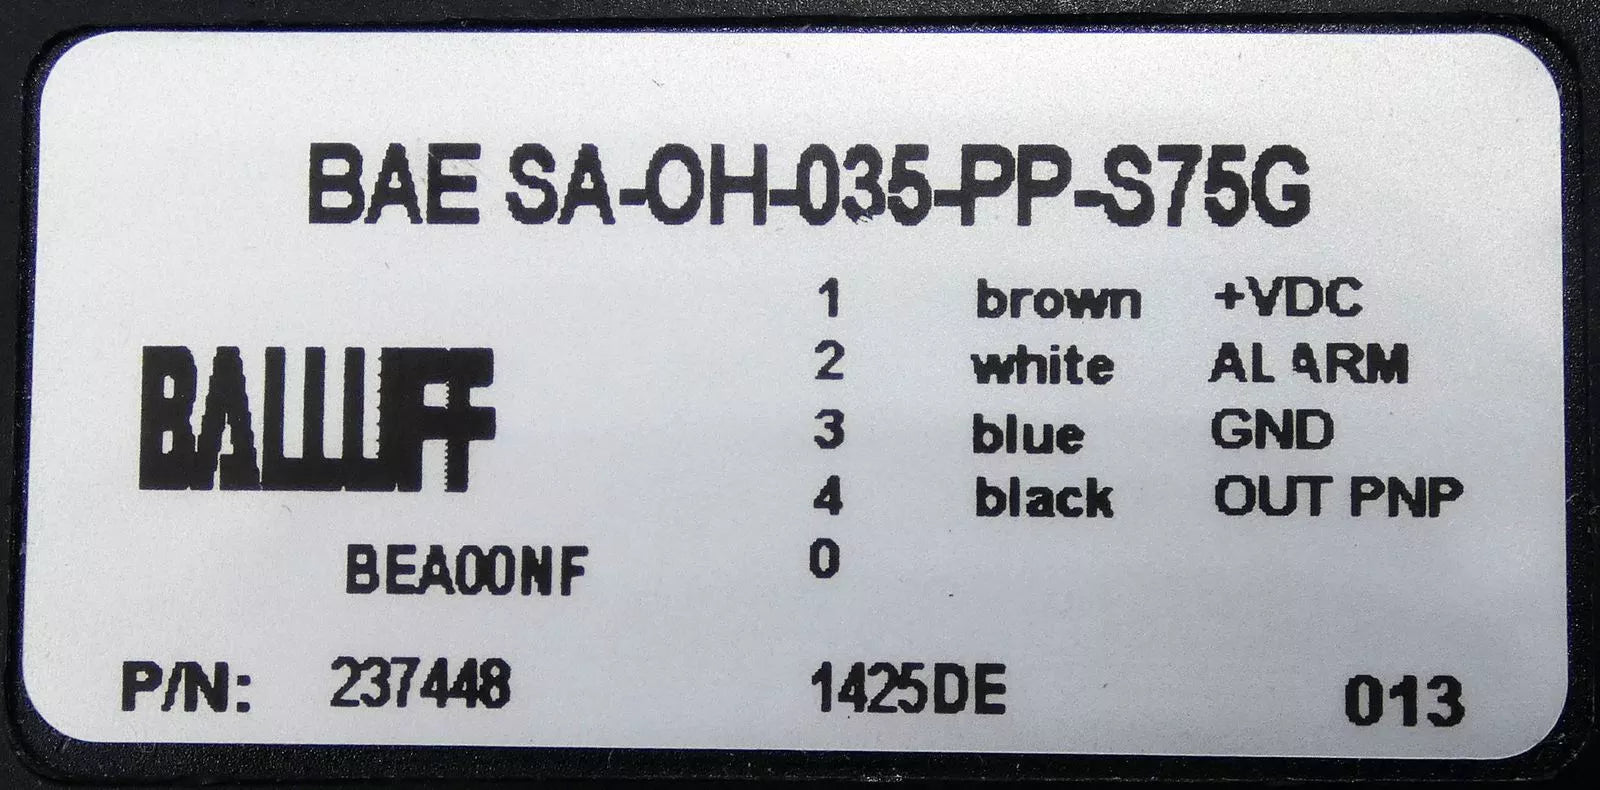 BAE SA-OH-035-PP-S75G
1 brown +VDC
2 white ALARM
3 blue GND
4 black OUT PNP
0
BALLUFF
BEA00NF
P/N: 237448 1425DE 013